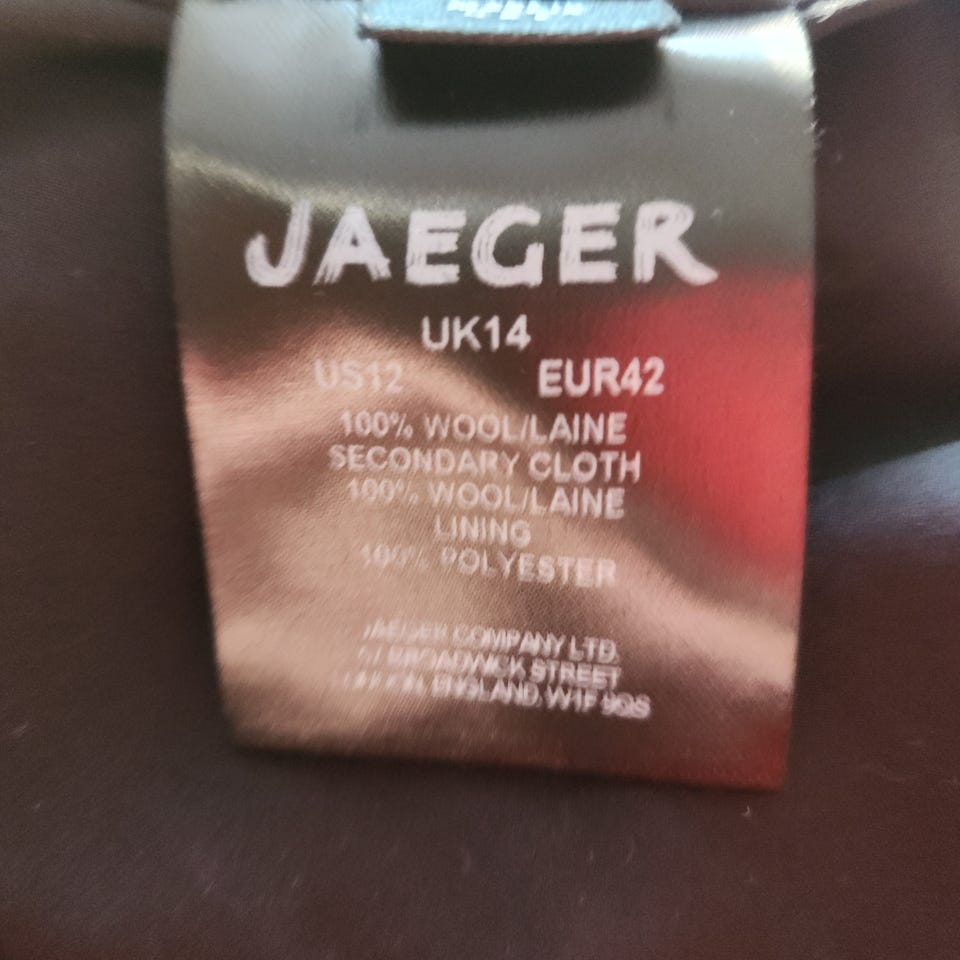 JAEGER
UK14
US12 EUR42
100% WOOL/LAINE
SECONDARY CLOTH
100% WOOL/LAINE
LINING
100% POLYESTER
JAEGER COMPANY LTD.
BROADWICK STREET
ENGLAND. W1F 9QS